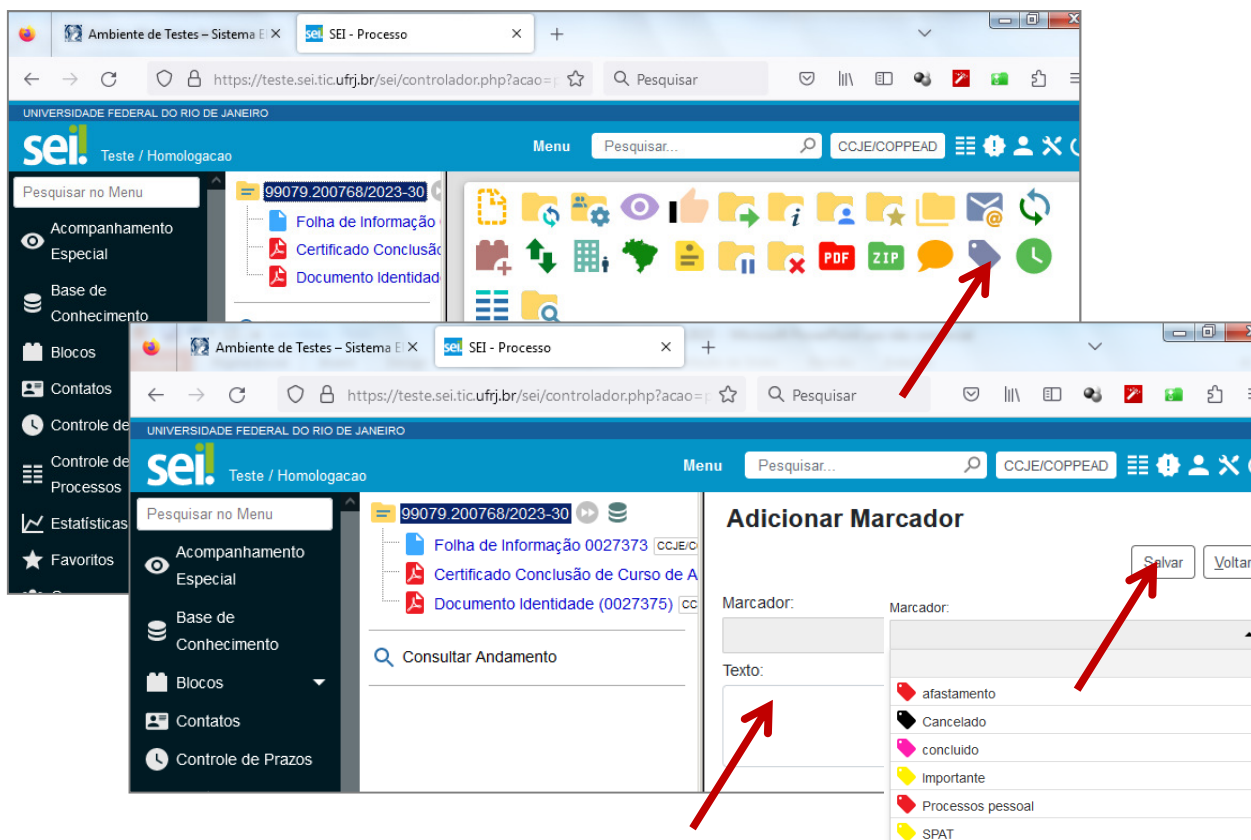 Ambiente de Testes – Sistema E
SEI - Processo
https://teste.sei.tic.ufrj.br/sei/controlador.php?acao=p
Pesquisar
UNIVERSIDADE FEDERAL DO RIO DE JANEIRO
sei!
Teste / Homologacao
Menu
Pesquisar...
CCJE/COPPEAD
Pesquisar no Menu
Acompanhamento
Especial
Base de
Conhecimento
Blocos
Contatos
Controle de
Controle de
Processos
Estatísticas
Favoritos
99079.200768/2023-30
Folha de Informação
Certificado Conclusão
Documento Identidad
PDF
ZIP
Ambiente de Testes – Sistema E
SEI - Processo
https://teste.sei.tic.ufrj.br/sei/controlador.php?acao=p
Pesquisar
UNIVERSIDADE FEDERAL DO RIO DE JANEIRO
sei!
Teste / Homologacao
Menu
Pesquisar...
CCJE/COPPEAD
Pesquisar no Menu
Acompanhamento
Especial
Base de
Conhecimento
Blocos
Contatos
Controle de Prazos
99079.200768/2023-30
Folha de Informação 0027373 CCJE/C
Certificado Conclusão de Curso de A
Documento Identidade (0027375) CC
Consultar Andamento
Adicionar Marcador
Salvar
Voltar
Marcador:
Texto:
Marcador:
afastamento
Cancelado
concluido
Importante
Processos pessoal
SPAT